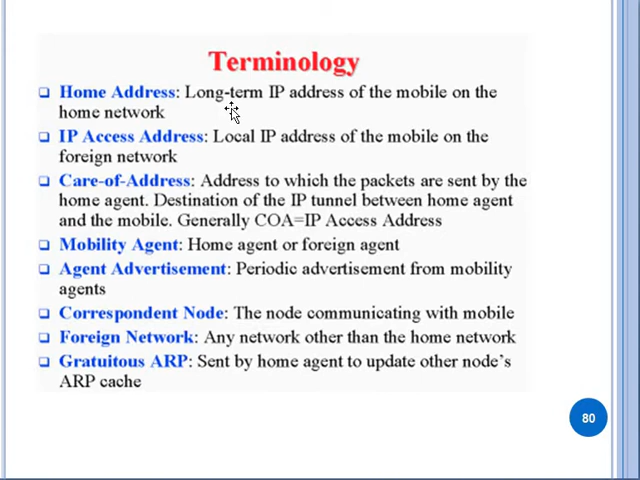 Terminology
Home Address: Long-term IP address of the mobile on the
home network
IP Access Address: Local IP address of the mobile on the
foreign network
Care-of-Address: Address to which the packets are sent by the
home agent. Destination of the IP tunnel between home agent
and the mobile. Generally COA=IP Access Address
Mobility Agent: Home agent or foreign agent
Agent Advertisement: Periodic advertisement from mobility
agents
Correspondent Node: The node communicating with mobile
Foreign Network: Any network other than the home network
Gratuitous ARP: Sent by home agent to update other node's
ARP cache
80